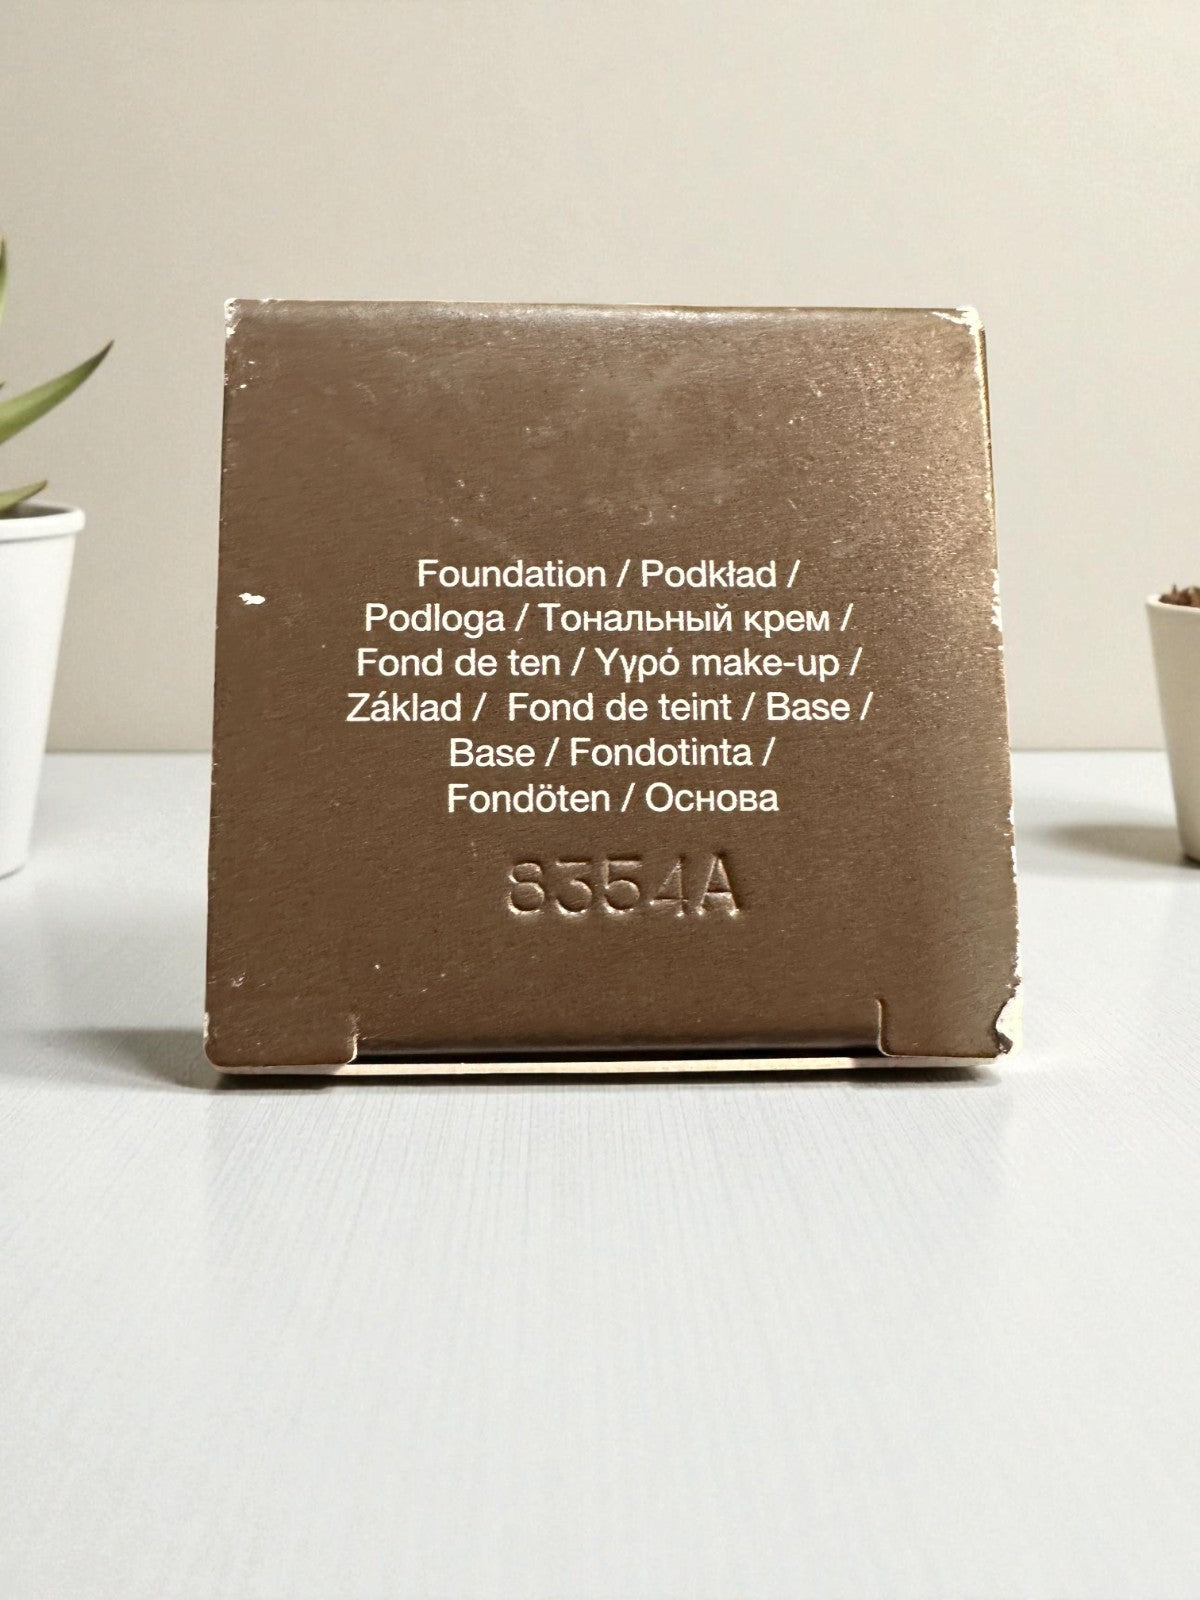 Foundation / Podkład /
Podloga / Тональный крем /
Fond de ten / Υγρό make-up /
Základ /  Fond de teint / Base /
Base / Fondotinta /
Fondöten / Основа
8354A